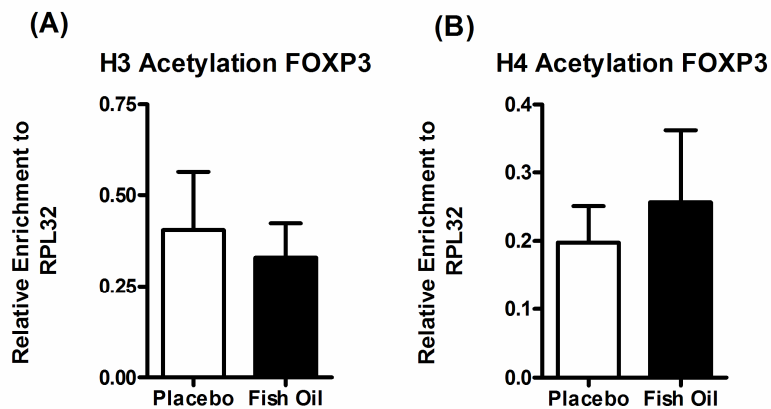 (A)
H3 Acetylation FOXP3
Relative Enrichment to
RPL32
0.75
0.50
0.25
0.00
Placebo Fish Oil
(B)
H4 Acetylation FOXP3
Relative Enrichment to
RPL32
0.4
0.3
0.2
0.1
0.0
Placebo Fish Oil